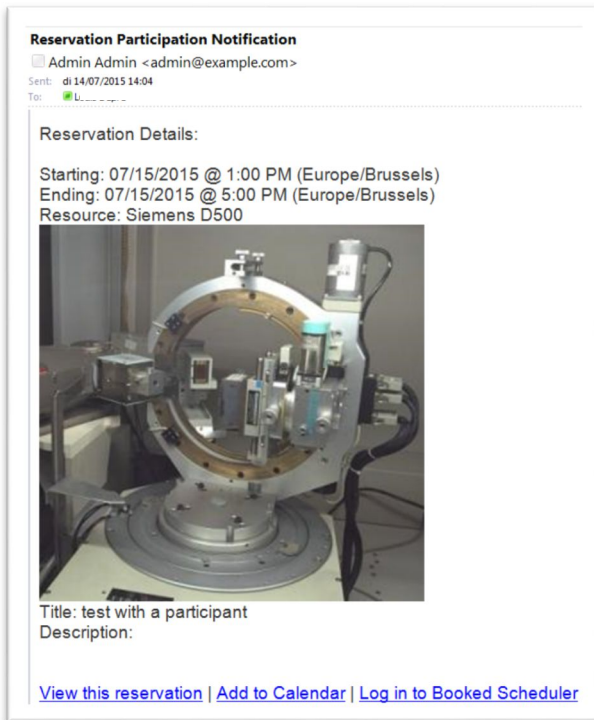 Reservation Participation Notification
Admin Admin <admin@example.com>
Sent: di 14/07/2015 14:04
To:
Reservation Details:
Starting: 07/15/2015 @ 1:00 PM (Europe/Brussels)
Ending: 07/15/2015 @ 5:00 PM (Europe/Brussels)
Resource: Siemens D500
Title: test with a participant
Description:
View this reservation | Add to Calendar | Log in to Booked Scheduler